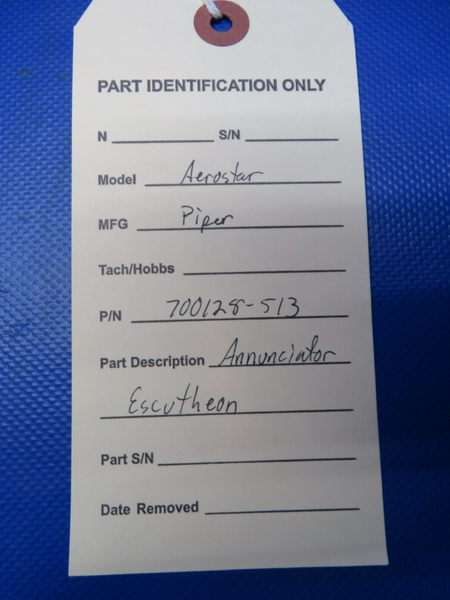 PART IDENTIFICATION ONLY
N S/N
Model Aerostar
MFG Piper
Tach/Hobbs
P/N 700128-513
Part Description Annunciator
Escutheon
Part S/N
Date Removed